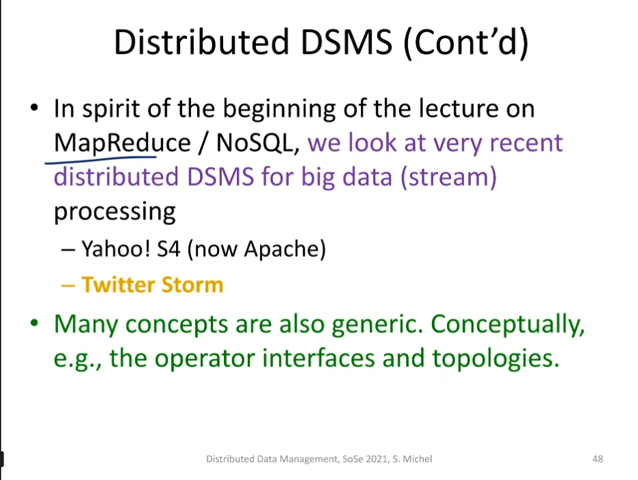 Distributed DSMS (Cont'd)
• In spirit of the beginning of the lecture on
MapReduce / NoSQL, we look at very recent
distributed DSMS for big data (stream)
processing
– Yahoo! S4 (now Apache)
– Twitter Storm
• Many concepts are also generic. Conceptually,
e.g., the operator interfaces and topologies.
Distributed Data Management, SoSe 2021, S. Michel
48